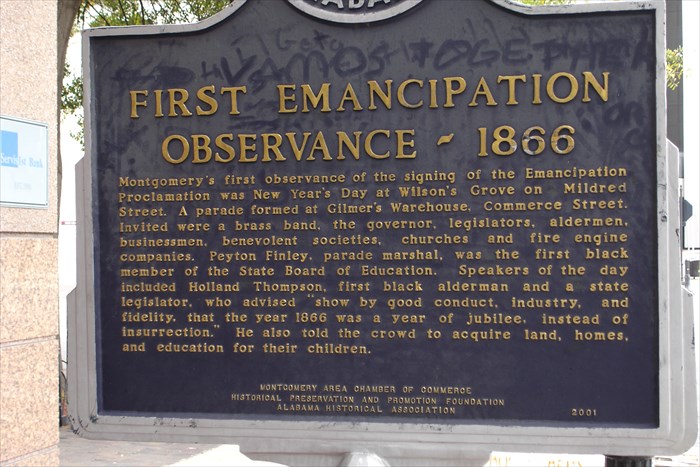 FIRST EMANCIPATION
OBSERVANCE ~ 1866
Montgomery's first observance of the signing of the Emancipation
Proclamation was New Year's Day at Wilson's Grove on Mildred
Street. A parade formed at Gilmer's Warehouse, Commerce Street.
Invited were a brass band, the governor, legislators, aldermen,
businessmen, benevolent societies, churches and fire engine
companies. Peyton Finley, parade marshal, was the first black
member of the State Board of Education. Speakers of the day
included Holland Thompson, first black alderman and a state
legislator, who advised "show by good conduct, industry, and
fidelity, that the year 1866 was a year of jubilee, instead of
insurrection." He also told the crowd to acquire land, homes,
and education for their children.
MONTGOMERY AREA CHAMBER OF COMMERCE
HISTORICAL PRESERVATION AND PROMOTION FOUNDATION
ALABAMA HISTORICAL ASSOCIATION 2001
Bank